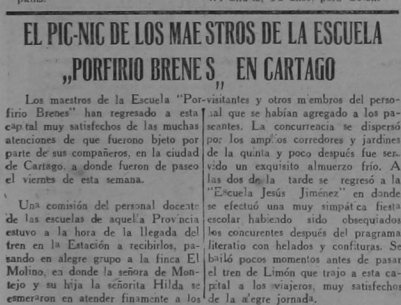 EL PIC-NIC DE LOS MAESTROS DE LA ESCUELA
„PORFIRIO BRENES„ EN CARTAGO
Los maestros de la Escuela "Por-
firio Brenes" han regresado a esta
capital muy satisfechos de las muchas
atenciones de que fuerono bjeto por
parte de sus compañeros, en la ciudad
de Cartago, a donde fueron de paseo
el viernes de esta semana.
Una comisión del personal docente
de las escuelas de aquella Provincia
estuvo a la hora de la llegada del
tren en la Estación a recibirlos, pa-
sando en alegre grupo a la finca El
Molino, en donde la señora de Mon-
tejo y su hija la señorita Hilda se
esmeraron en atender finamente a los
visitantes y otros miembros del perso-
nal que se habían agregado a los pa-
seantes. La concurrencia se dispersó
por los amplios corredores y jardines
de la quinta y poco después fue ser-
vido un exquisito almuerzo frío. A
las dos de la tarde se regresó a la
"Escuela Jesús Jiménez" en donde
se efectuó una muy simpática fiesta
escolar habiendo sido obsequiados
los concurrentes después del programa
literatio con helados y confituras. Se
bailó pocos momentos antes de pasar
el tren de Limón que trajo a esta ca-
pital a los viajeros, muy satisfechos
de la alegre jornada.